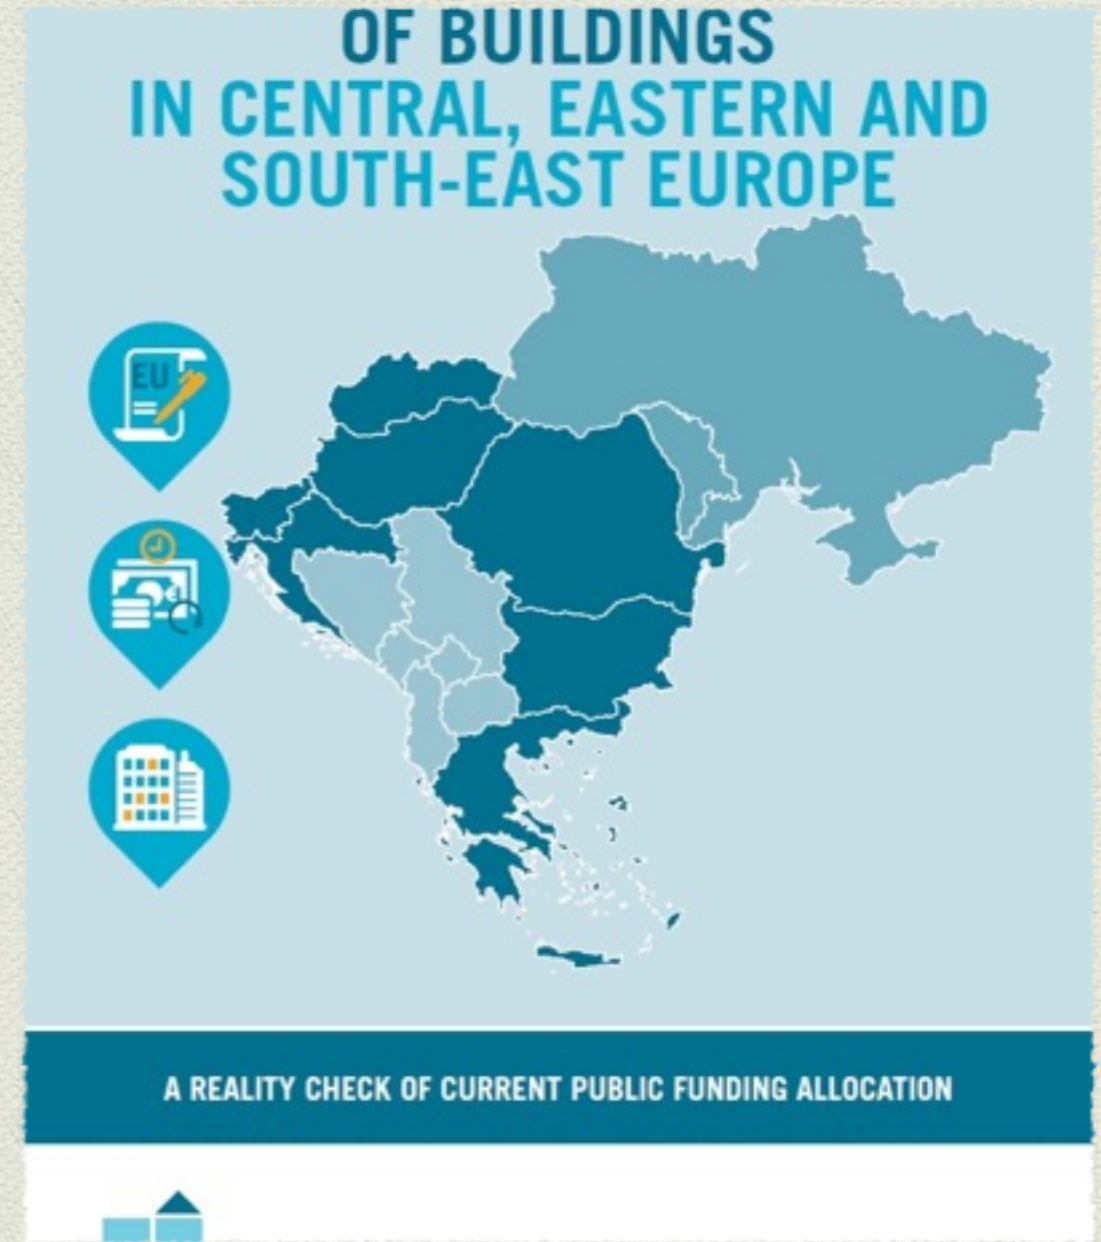 OF BUILDINGS
IN CENTRAL, EASTERN AND
SOUTH-EAST EUROPE
EU
A REALITY CHECK OF CURRENT PUBLIC FUNDING ALLOCATION